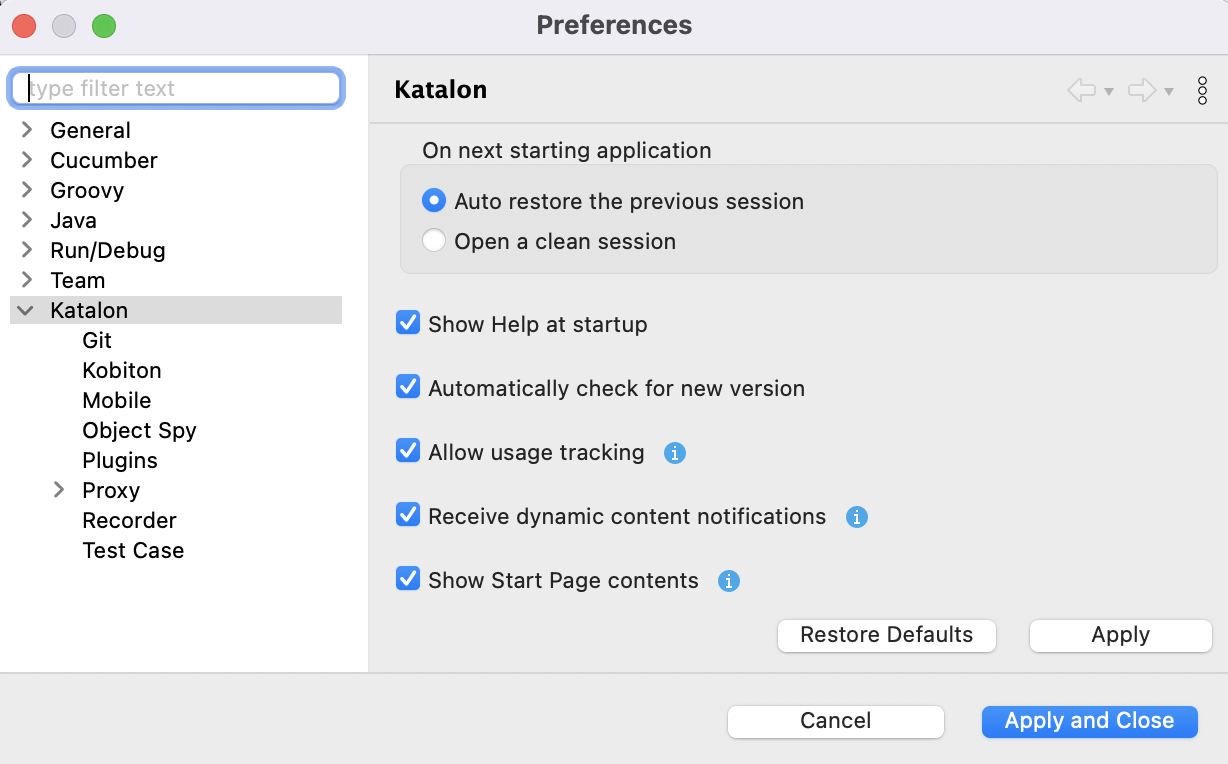 Preferences
type filter text
General
Cucumber
Groovy
Java
Run/Debug
Team
Katalon
Git
Kobiton
Mobile
Object Spy
Plugins
Proxy
Recorder
Test Case
Katalon
On next starting application
Auto restore the previous session
Open a clean session
Show Help at startup
Automatically check for new version
Allow usage tracking
Receive dynamic content notifications
Show Start Page contents
Restore Defaults Apply
Cancel Apply and Close